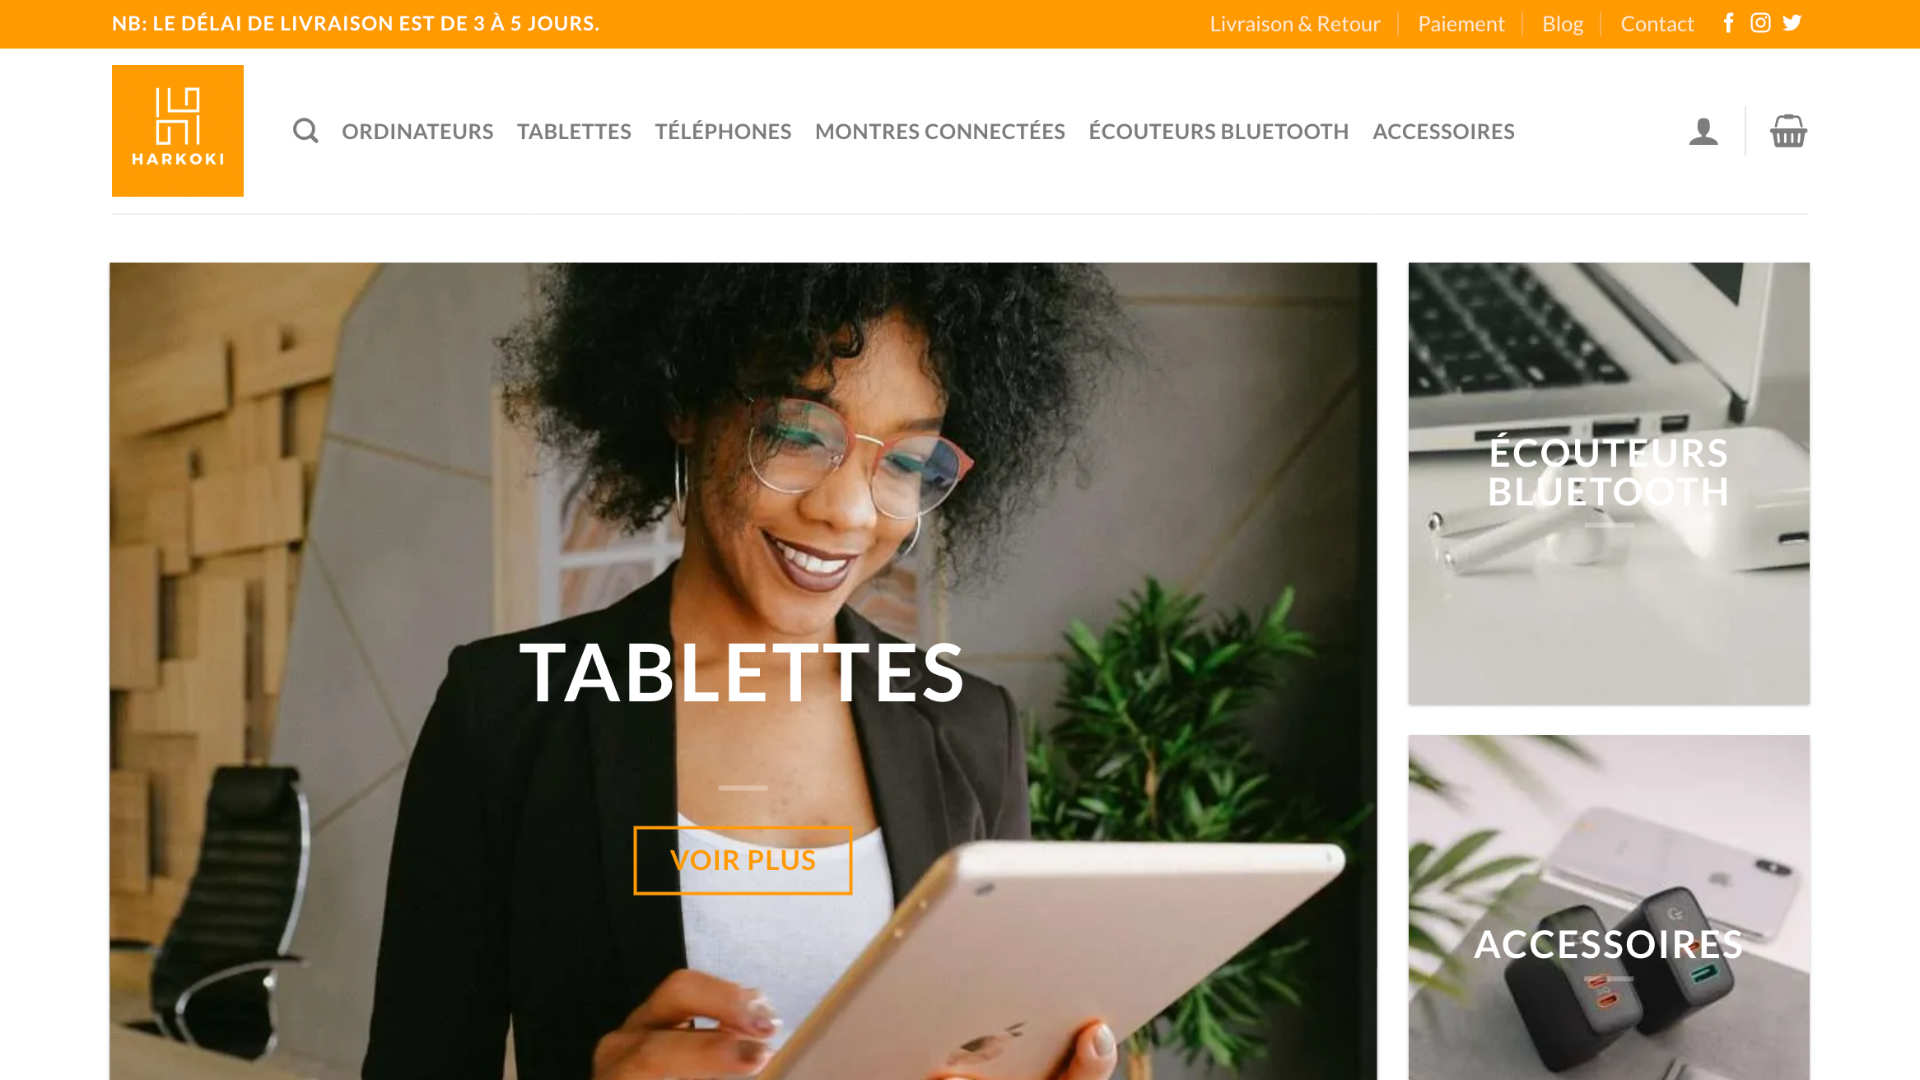 NB: LE DÉLAI DE LIVRAISON EST DE 3 À 5 JOURS.
Livraison & Retour
Paiement
Blog
Contact
HARKOKI
ORDINATEURS
TABLETTES
TÉLÉPHONES
MONTRES CONNECTÉES
ÉCOUTEURS BLUETOOTH
ACCESSOIRES
TABLETTES
VOIR PLUS
ÉCOUTEURS
BLUETOOTH
ACCESSOIRES